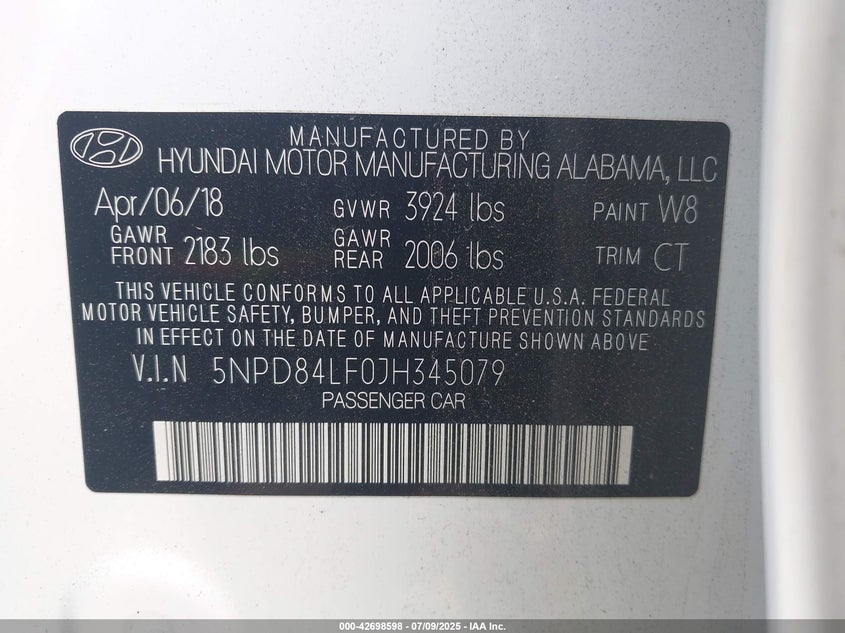 MANUFACTURED BY
HYUNDAI MOTOR MANUFACTURING ALABAMA, LLC
Apr/06/18 GVWR 3924 lbs PAINT W8
GAWR FRONT 2183 lbs GAWR REAR 2006 lbs TRIM CT
THIS VEHICLE CONFORMS TO ALL APPLICABLE U.S.A. FEDERAL
MOTOR VEHICLE SAFETY, BUMPER, AND THEFT PREVENTION STANDARDS
IN EFFECT ON THE DATE OF MANUFACTURE SHOWN ABOVE
V.I.N 5NPD84LF0JH345079
PASSENGER CAR
000-42698598 - 07/09/2025 - IAA Inc.